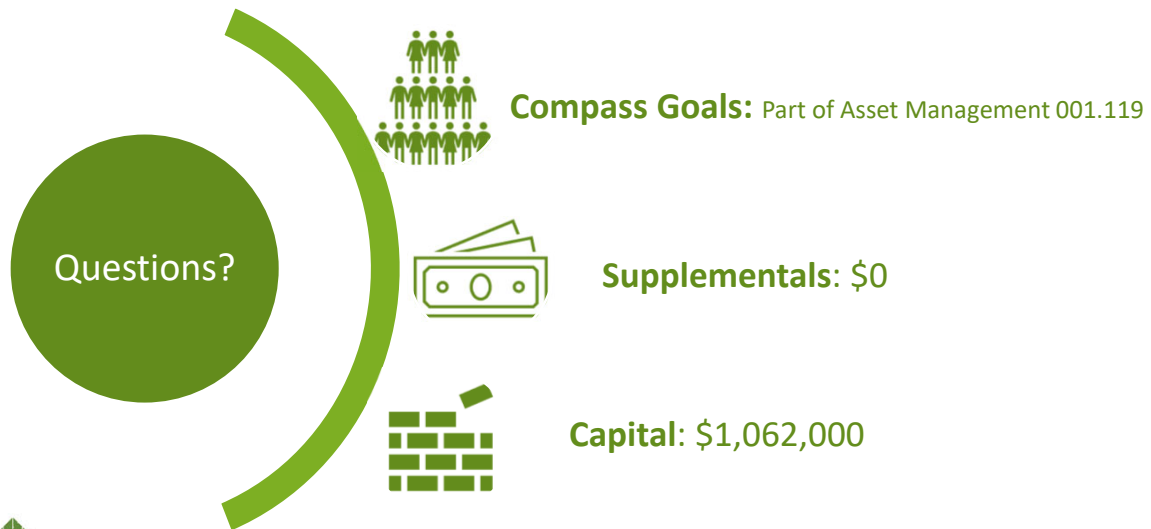 Questions?
Compass Goals: Part of Asset Management 001.119
Supplementals: $0
Capital: $1,062,000